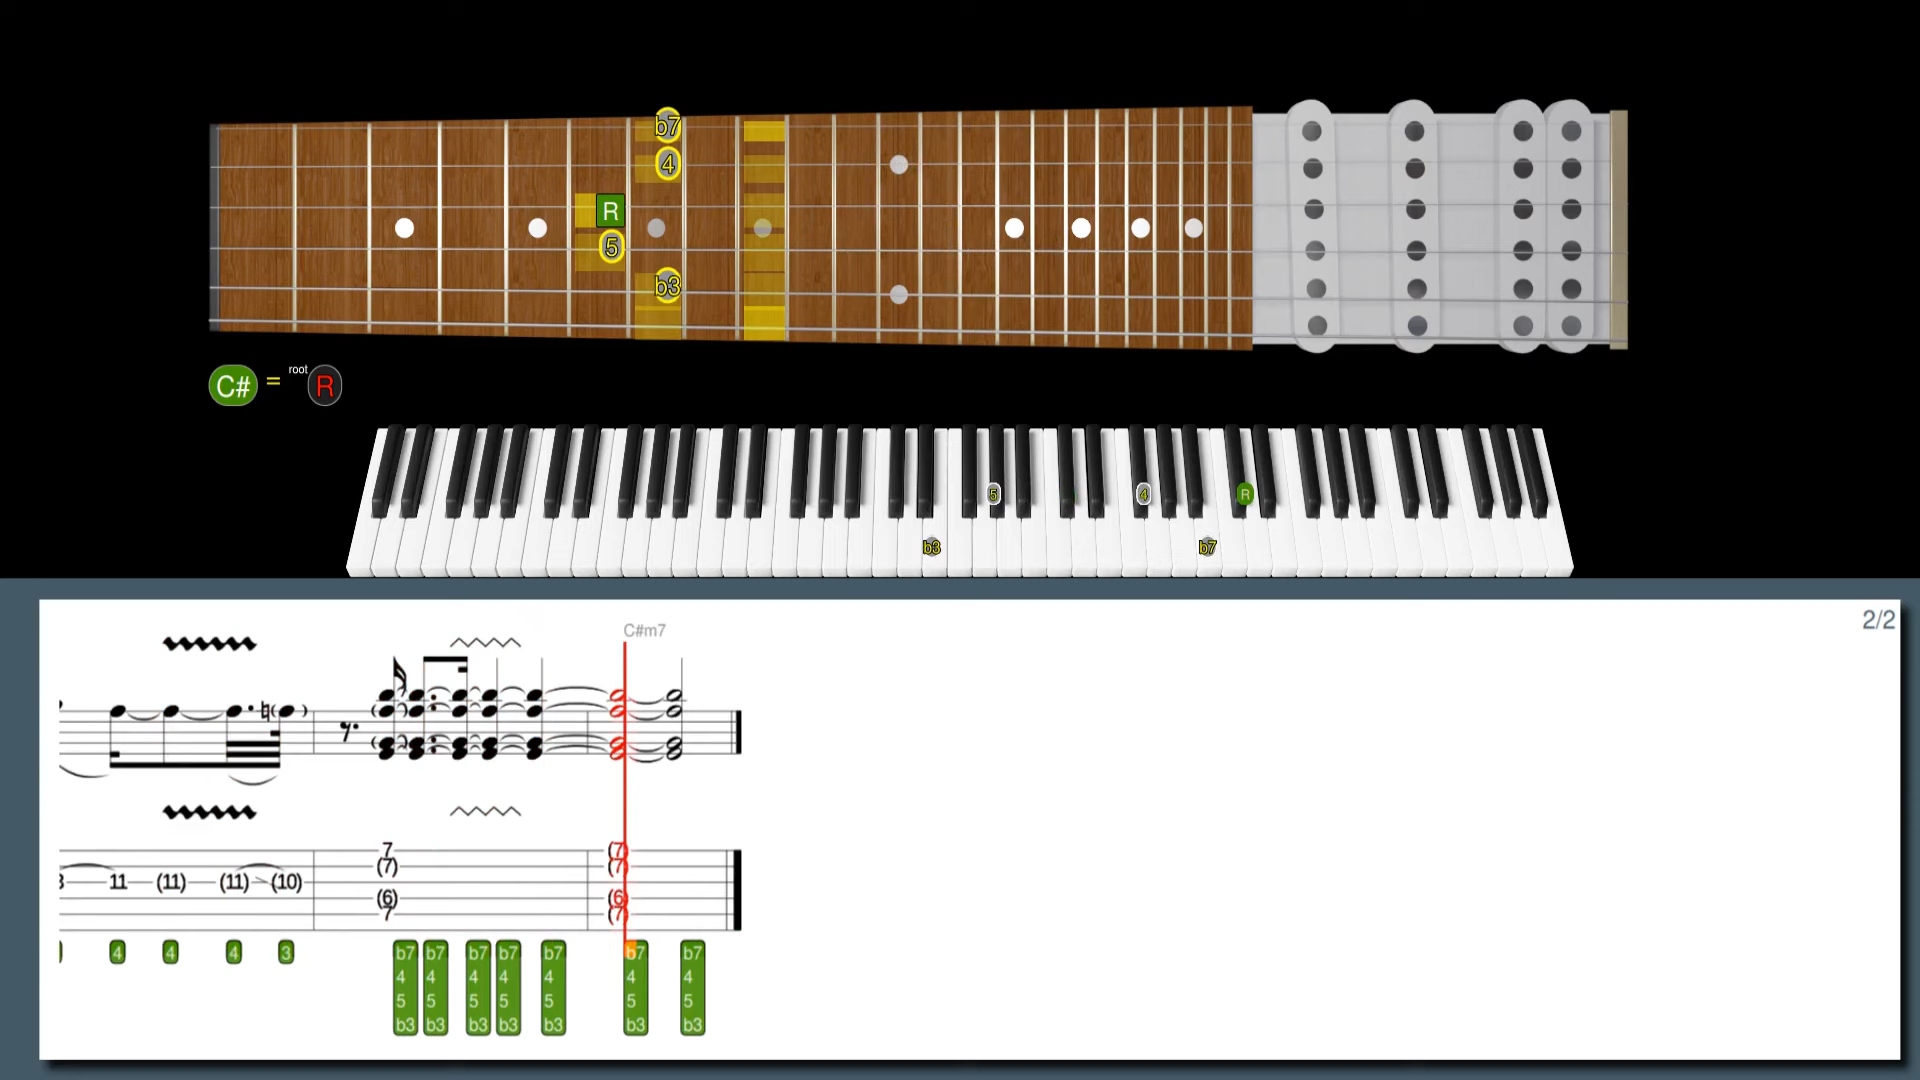 b7
4
R
5
b3
C# = root R
5 4 R
b3 b7
2/2
C#m7
7 (7)
(7) (7)
11 (11) (11) (10)
(6) (6)
7 (7)
4 4 4 3
b7 b7 b7 b7 b7 b7 b7
4 4 4 4 4 4 4
5 5 5 5 5 5 5
b3 b3 b3 b3 b3 b3 b3